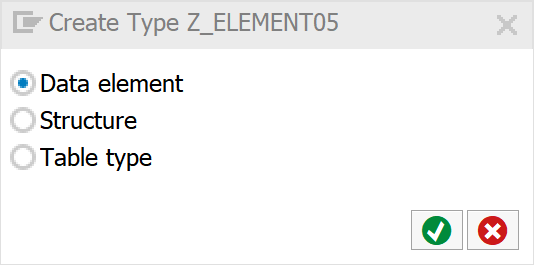 Create Type Z_ELEMENT05
Data element
Structure
Table type